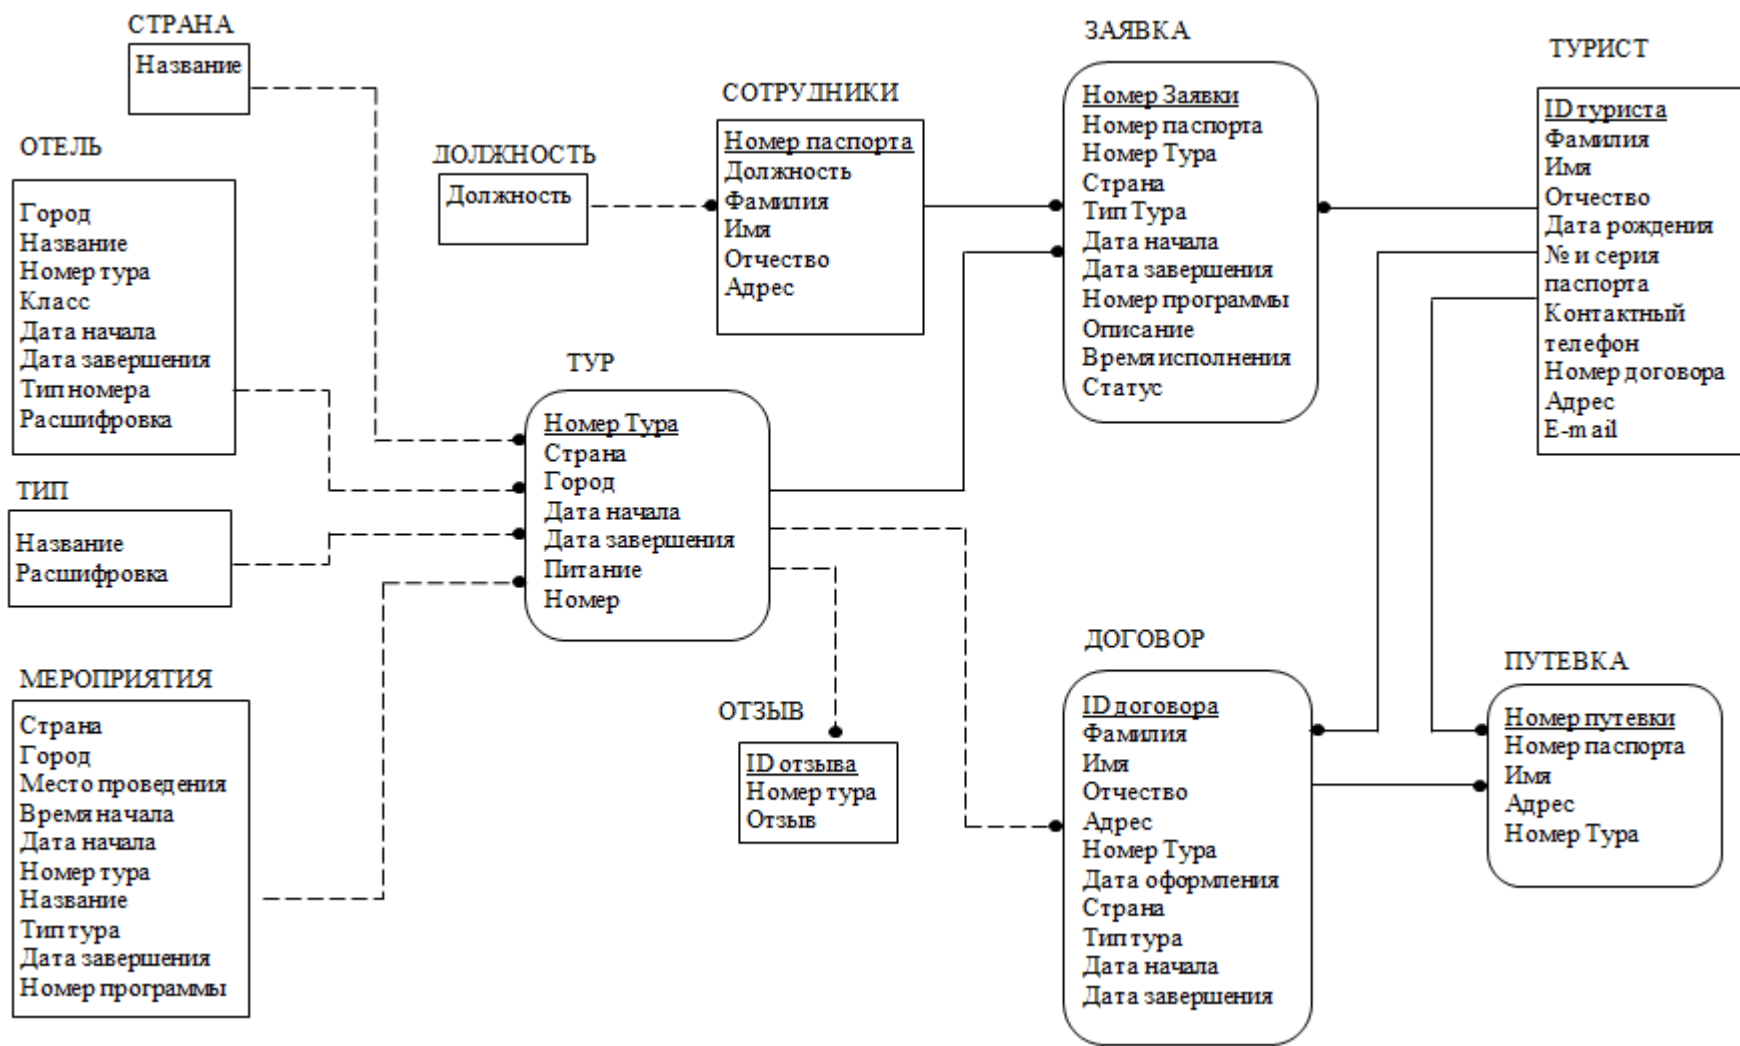 СТРАНА
Название
ОТЕЛЬ
Город
Название
Номер тура
Класс
Дата начала
Дата завершения
Тип номера
Расшифровка
ТИП
Название
Расшифровка
МЕРОПРИЯТИЯ
Страна
Город
Место проведения
Время начала
Дата начала
Номер тура
Название
Тип тура
Дата завершения
Номер программы
ДОЛЖНОСТЬ
Должность
СОТРУДНИКИ
Номер паспорта
Должность
Фамилия
Имя
Отчество
Адрес
ТУР
Номер Тура
Страна
Город
Дата начала
Дата завершения
Питание
Номер
ОТЗЫВ
ID отзыва
Номер тура
Отзыв
ЗАЯВКА
Номер Заявки
Номер паспорта
Номер Тура
Страна
Тип Тура
Дата начала
Дата завершения
Номер программы
Описание
Время исполнения
Статус
ДОГОВОР
ID договора
Фамилия
Имя
Отчество
Адрес
Номер Тура
Дата оформления
Страна
Тип тура
Дата начала
Дата завершения
ТУРИСТ
ID туриста
Фамилия
Имя
Отчество
Дата рождения
№ и серия
паспорта
Контактный
телефон
Номер договора
Адрес
E-mail
ПУТЕВКА
Номер путевки
Номер паспорта
Имя
Адрес
Номер Тура